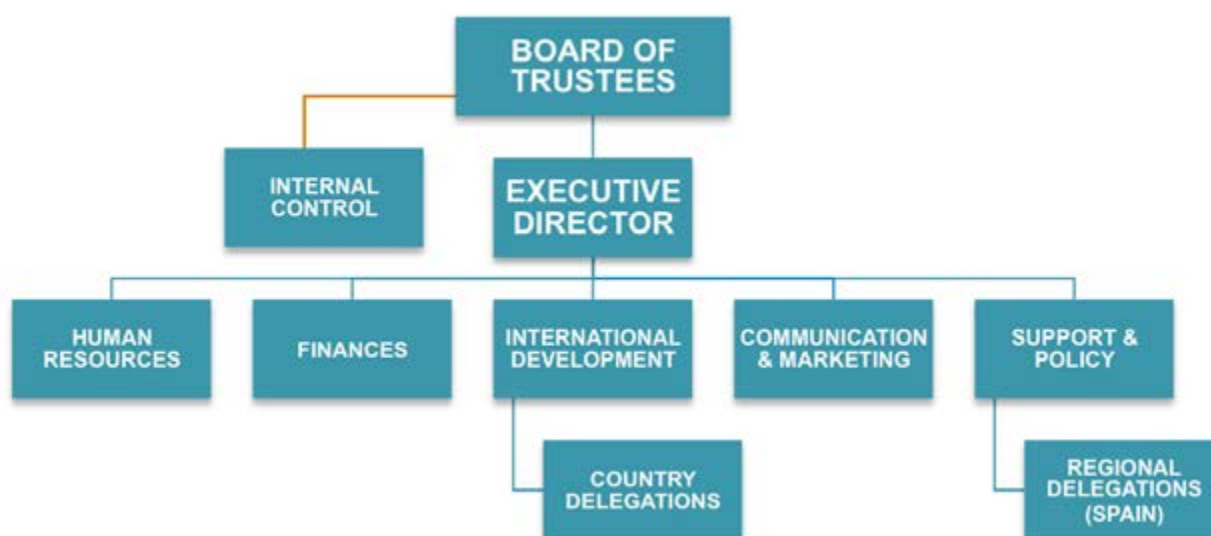 BOARD OF
TRUSTEES
INTERNAL
CONTROL
EXECUTIVE
DIRECTOR
HUMAN
RESOURCES
FINANCES
INTERNATIONAL
DEVELOPMENT
COMMUNICATION
& MARKETING
SUPPORT &
POLICY
COUNTRY
DELEGATIONS
REGIONAL
DELEGATIONS
(SPAIN)